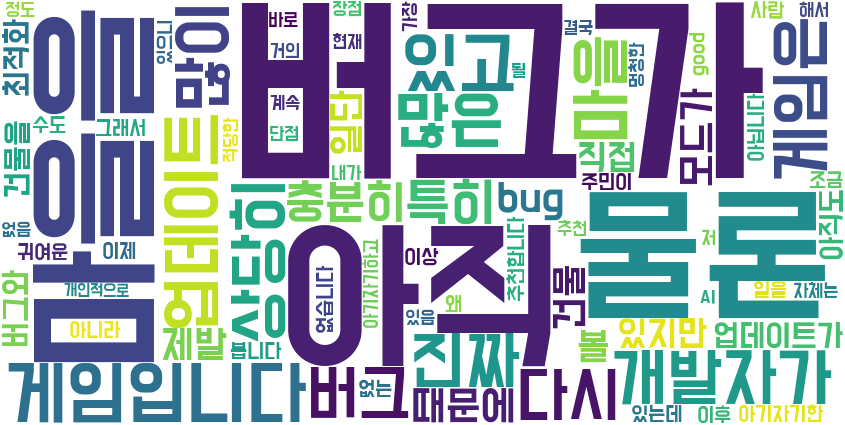 정도
최적화
마을을
많이
있으니
바로
거의
계속
단점
버그가
장점
현재
가장
있고
많은
결국
될
마을
멍청한
직접
good
모드가
사람
해서
게임은
아닙니다
건물을
수도
그래서
업데이트
적당한
일단
내가
주민이
조금
없음
귀여운
이제
상당히
충분히
특히
bug
물론
아직도
버그와
개인적으로
아니라
제발
봅니다
아주
없습니다
아기자기하고
이상
있음
왜
추천합니다
추천
건물
저
AI
일을
자체는
볼
있지만
업데이트가
게임입니다
버그
없는
진짜
때문에
다시
개발자가
있는데
이후
아기자기한